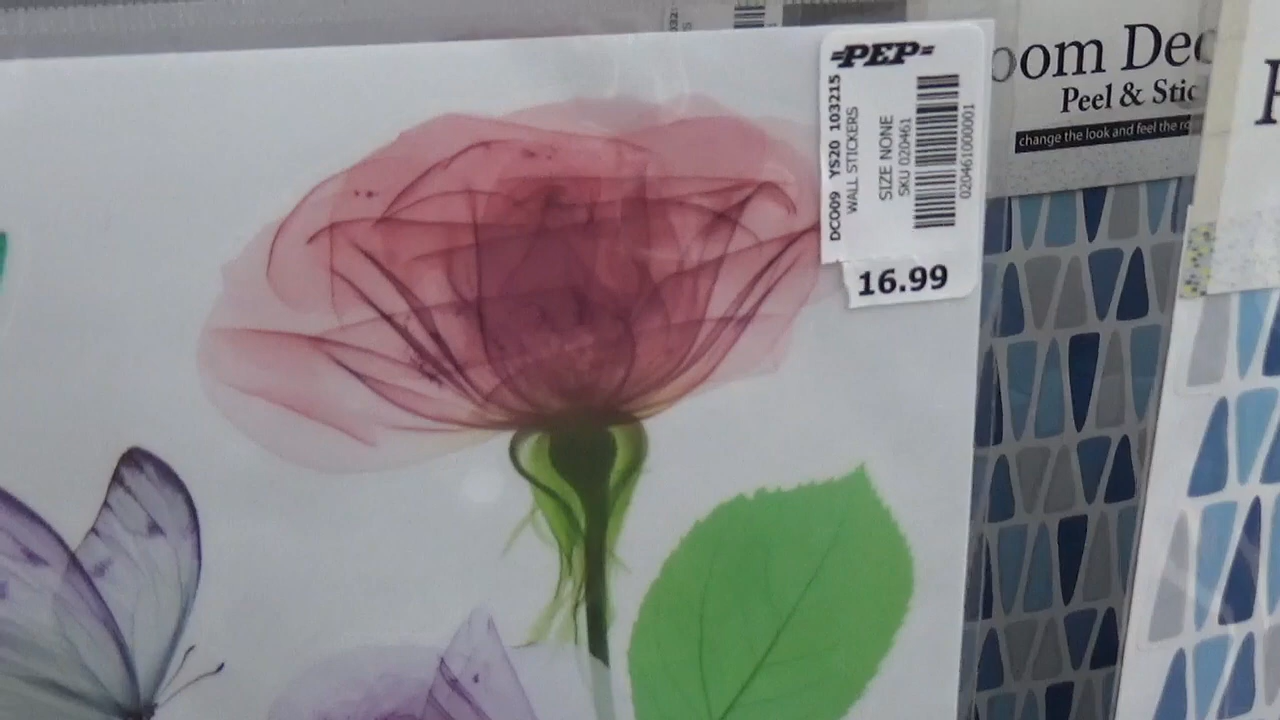 PEP
DCO09 YS20 103215
WALL STICKERS
SIZE NONE
SKU 020461
020461000001
16.99
oom Dec
Peel & Stic
change the look and feel the ro